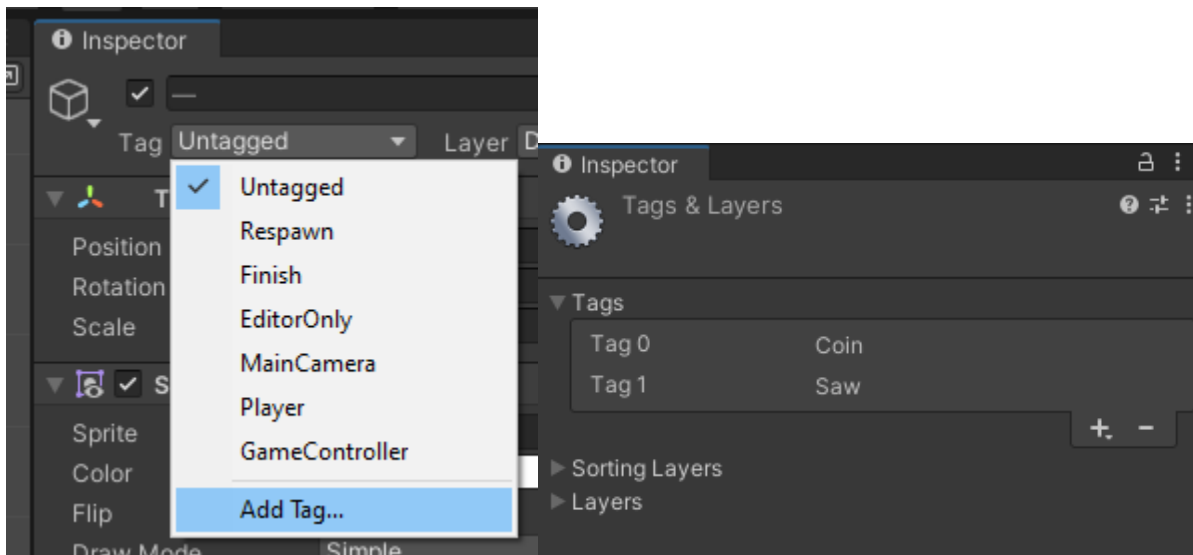 Inspector
—
Tag Untagged Layer D
Untagged
Respawn
Finish
EditorOnly
MainCamera
Player
GameController
Add Tag...
T
Position
Rotation
Scale
S
Sprite
Color
Flip
Draw Mode Simple
Inspector
Tags & Layers
Tags
Tag 0 Coin
Tag 1 Saw
Sorting Layers
Layers